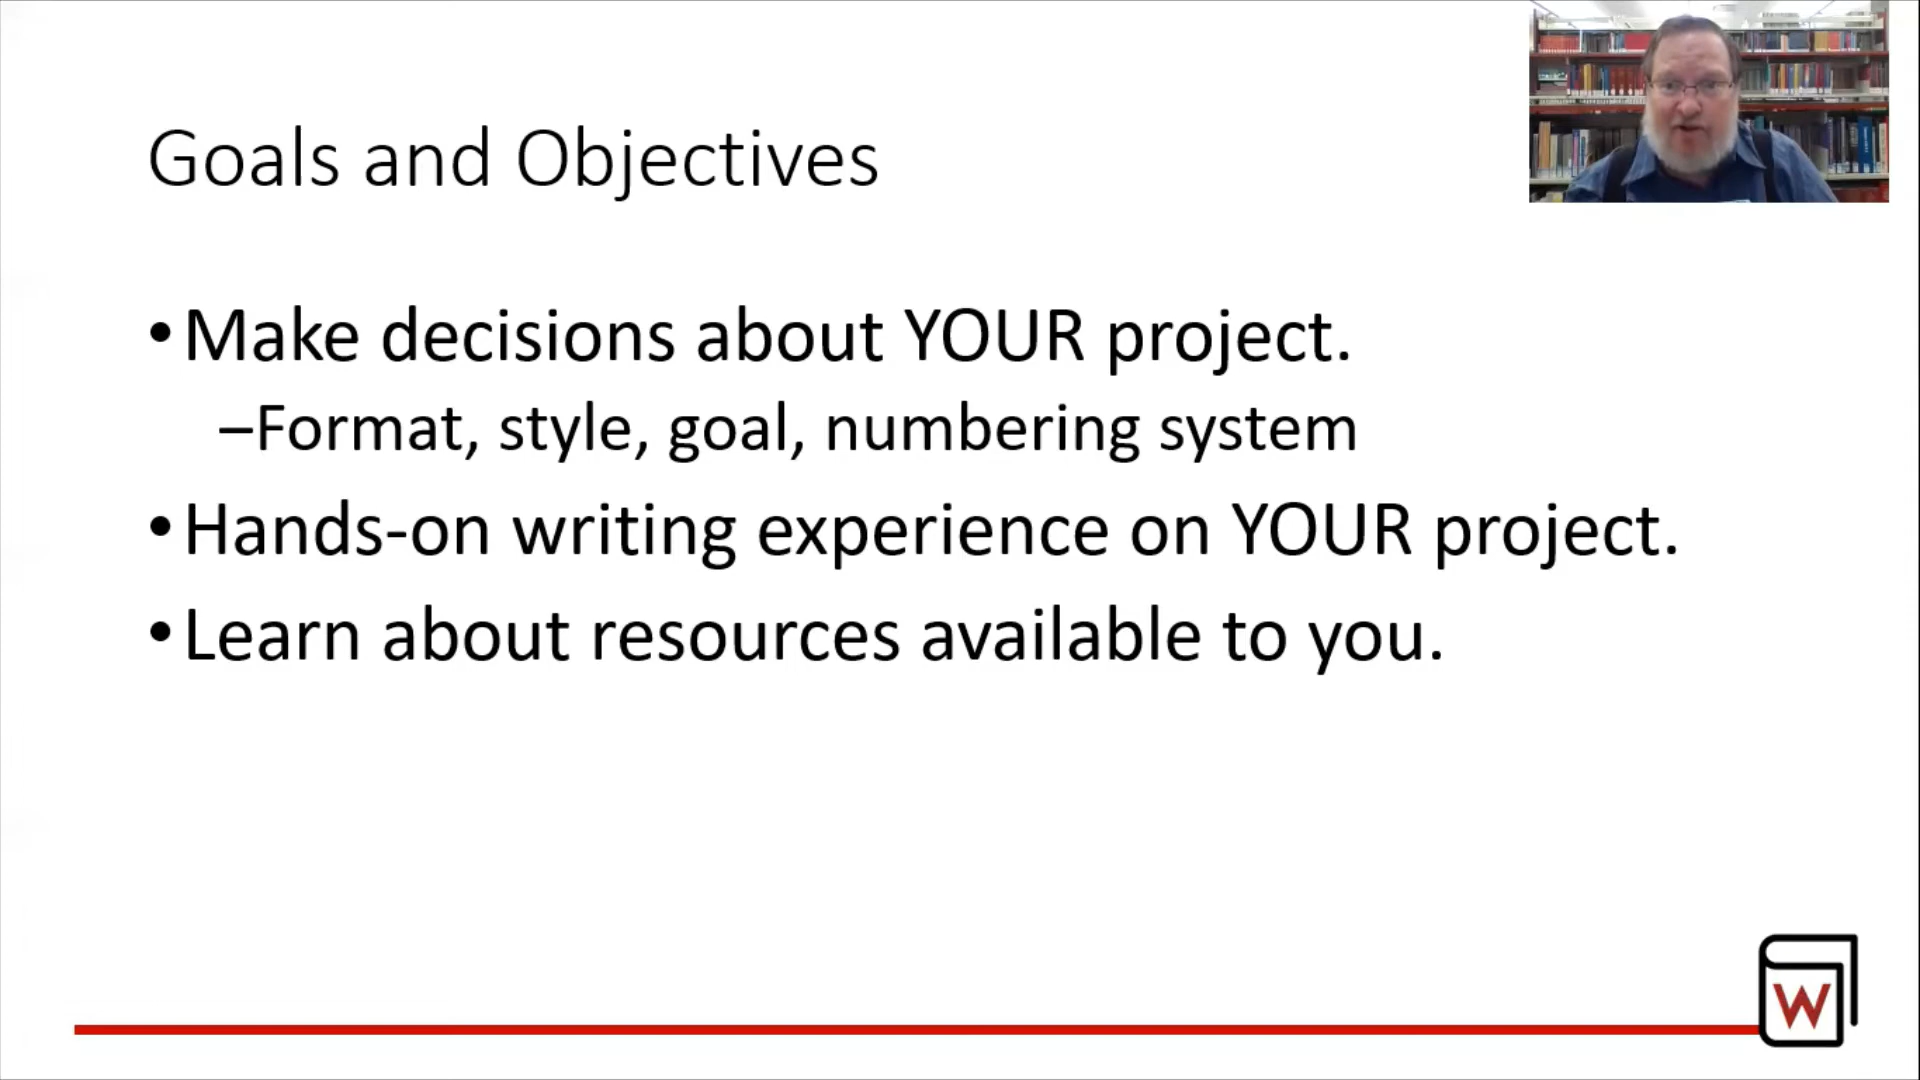 Goals and Objectives
•Make decisions about YOUR project.
–Format, style, goal, numbering system
•Hands-on writing experience on YOUR project.
•Learn about resources available to you.
W